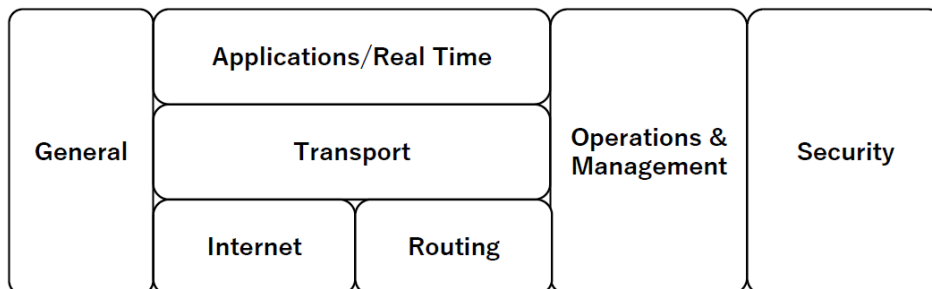 General
Applications/Real Time
Transport
Internet
Routing
Operations &
Management
Security